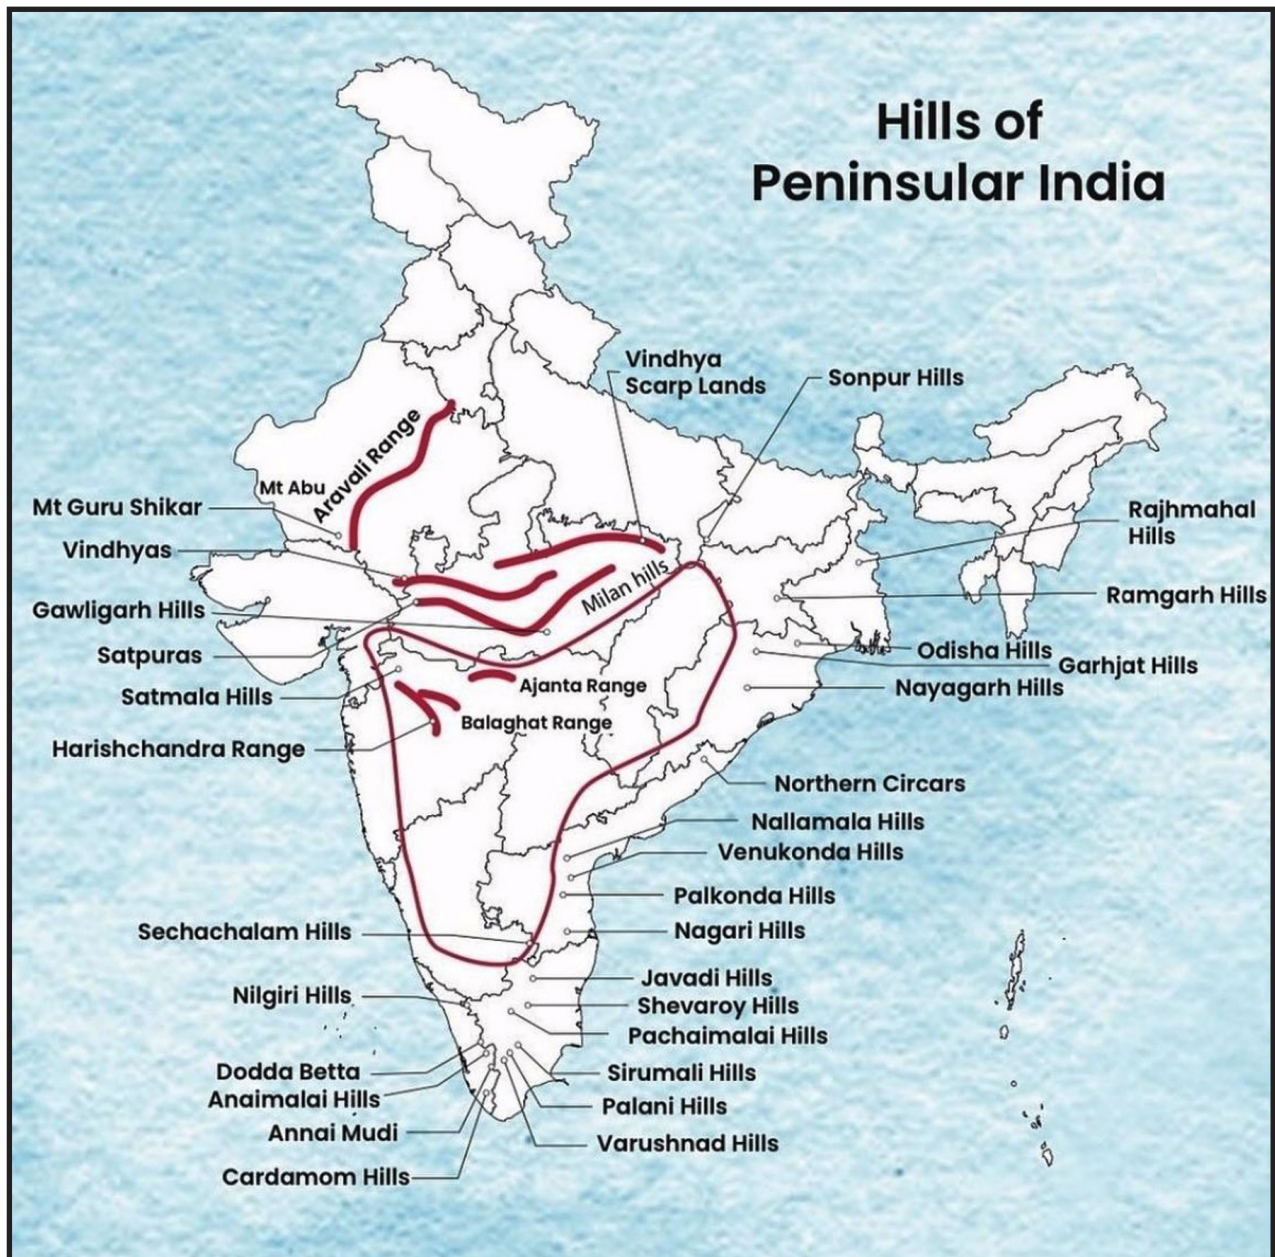 Hills of
Peninsular India
Vindhya
Scarp Lands
Sonpur Hills
Aravali Range
Mt Abu
Mt Guru Shikar
Rajhmahal
Hills
Vindhyas
Milan hills
Ramgarh Hills
Gawligarh Hills
Odisha Hills
Satpuras
Garhjat Hills
Ajanta Range
Nayagarh Hills
Satmala Hills
Balaghat Range
Harishchandra Range
Northern Circars
Nallamala Hills
Venukonda Hills
Palkonda Hills
Sechachalam Hills
Nagari Hills
Javadi Hills
Nilgiri Hills
Shevaroy Hills
Pachaimalai Hills
Dodda Betta
Sirumali Hills
Anaimalai Hills
Palani Hills
Annai Mudi
Varushnad Hills
Cardamom Hills